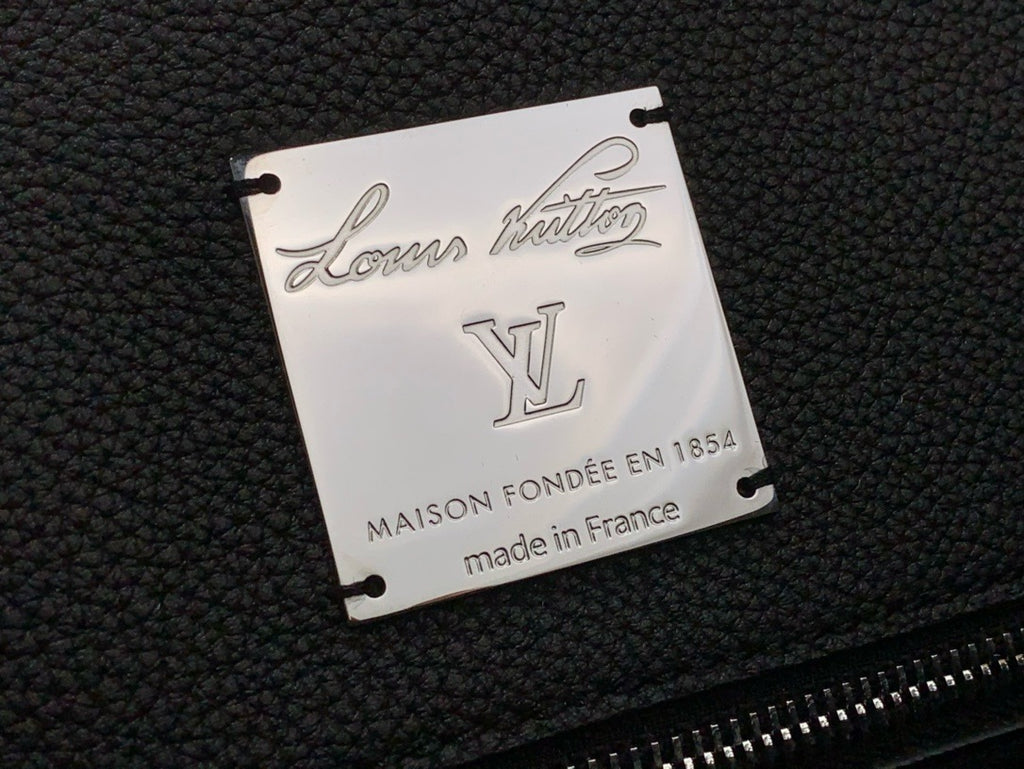 Louis Vuitton
LV
MAISON FONDÉE EN 1854
made in France